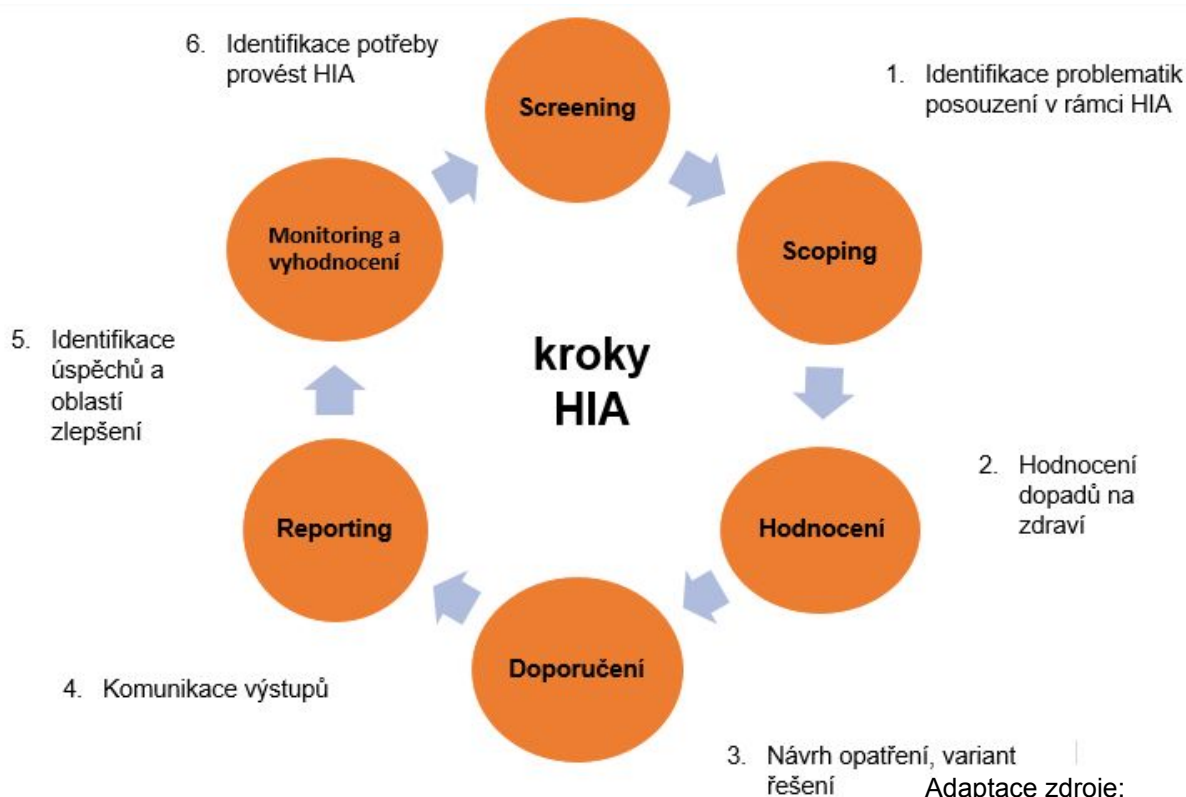 6. Identifikace potřeby
provést HIA
Screening
1. Identifikace problematik
posouzení v rámci HIA
Monitoring a
vyhodnocení
Scoping
5. Identifikace
úspěchů a
oblastí
zlepšení
kroky
HIA
2. Hodnocení
dopadů na
zdraví
Reporting
Hodnocení
Doporučení
4. Komunikace výstupů
3. Návrh opatření, variant
řešení
Adaptace zdroje: